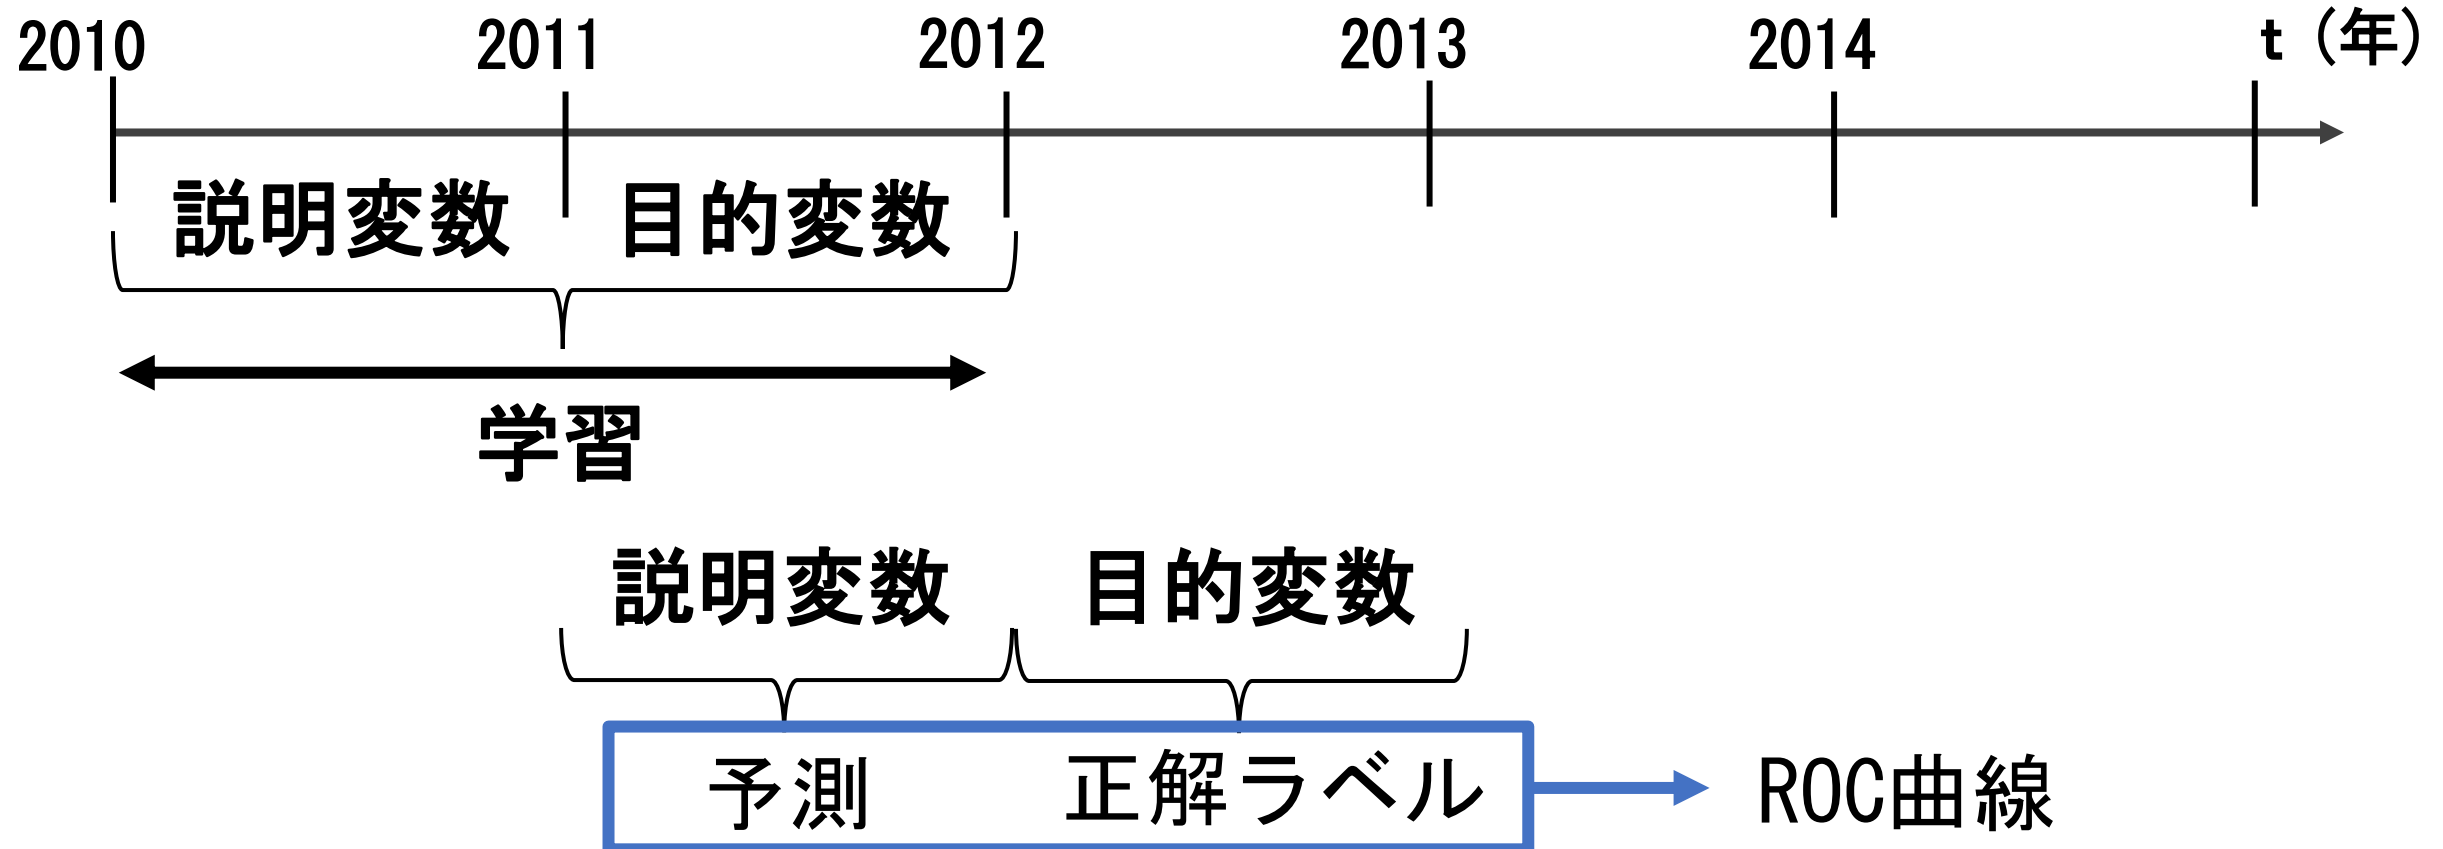 2010 2011 2012 2013 2014 t（年）
説明変数 目的変数
学習
説明変数 目的変数
予測 正解ラベル ROC曲線